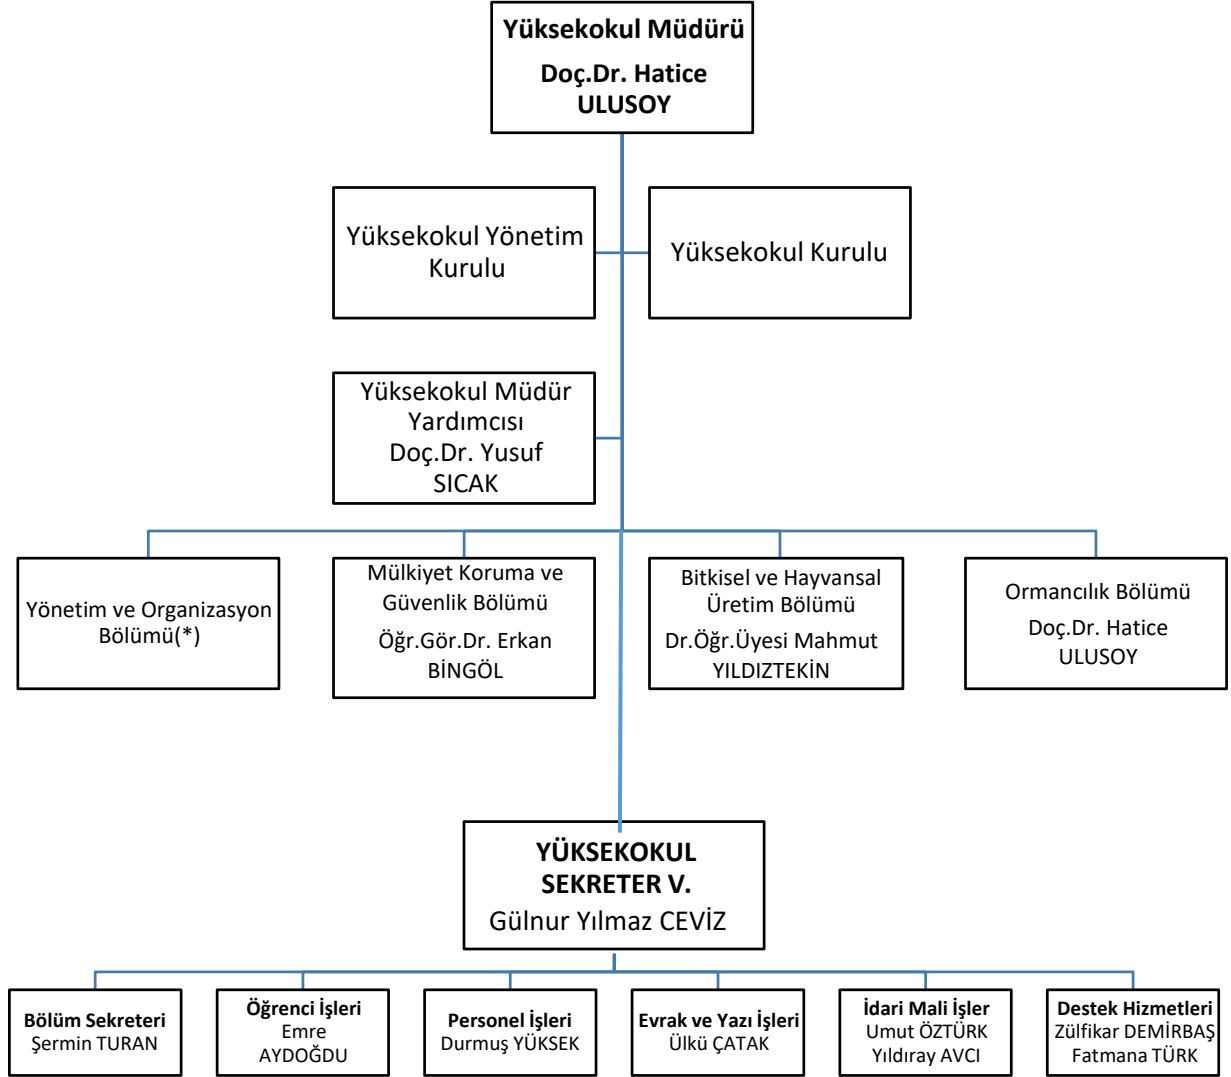 Yüksekokul Müdürü
Doç.Dr. Hatice
ULUSOY
Yüksekokul Yönetim
Kurulu
Yüksekokul Kurulu
Yüksekokul Müdür
Yardımcısı
Doç.Dr. Yusuf
SICAK
Yönetim ve Organizasyon
Bölümü(*)
Mülkiyet Koruma ve
Güvenlik Bölümü
Öğr.Gör.Dr. Erkan
BİNGÖL
Bitkisel ve Hayvansal
Üretim Bölümü
Dr.Öğr.Üyesi Mahmut
YILDIZTEKİN
Ormancılık Bölümü
Doç.Dr. Hatice
ULUSOY
YÜKSEKOKUL
SEKRETER V.
Gülnur Yılmaz CEVİZ
Bölüm Sekreteri
Şermin TURAN
Öğrenci İşleri
Emre
AYDOĞDU
Personel İşleri
Durmuş YÜKSEK
Evrak ve Yazı İşleri
Ülkü ÇATAK
İdari Mali İşler
Umut ÖZTÜRK
Yıldıray AVCI
Destek Hizmetleri
Zülfikar DEMİRBAŞ
Fatmana TÜRK